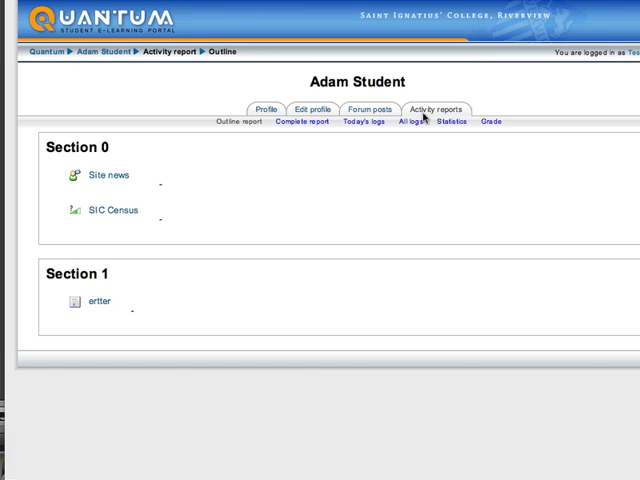 QUANTUM
STUDENT E-LEARNING PORTAL
SAINT IGNATIUS' COLLEGE, RIVERVIEW
Quantum ▶ Adam Student ▶ Activity report ▶ Outline
You are logged in as Tes
Adam Student
Profile Edit profile Forum posts Activity reports
Outline report Complete report Today's logs All logs Statistics Grade
Section 0
Site news
-
SIC Census
-
Section 1
ertter
-